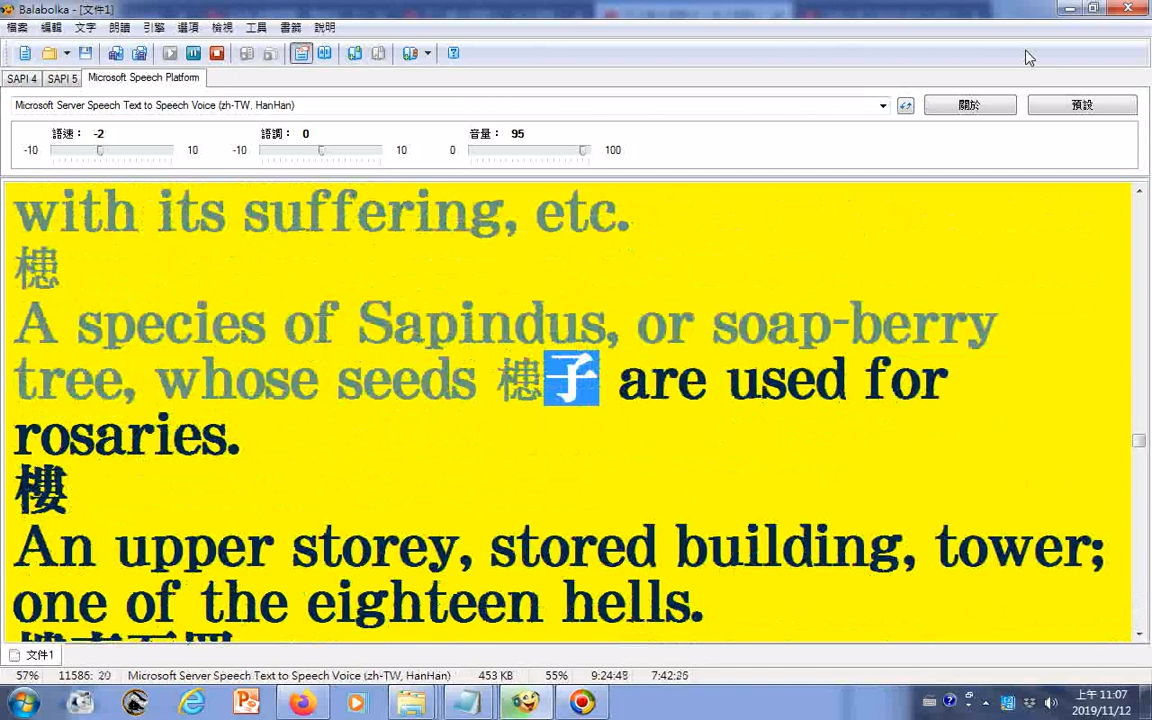 Balabolka - [文件1]
檔案 編輯 文字 朗讀 引擎 選項 檢視 工具 書籤 說明
SAPI 4 SAPI 5 Microsoft Speech Platform
Microsoft Server Speech Text to Speech Voice (zh-TW, HanHan) 關於 預設
語速: -2 語調: 0 音量: 95
-10 10 -10 10 0 100
with its suffering, etc.
槵
A species of Sapindus, or soap-berry
tree, whose seeds 槵子 are used for
rosaries.
樓
An upper storey, stored building, tower;
one of the eighteen hells.
文件1
57% 11586: 20 Microsoft Server Speech Text to Speech Voice (zh-TW, HanHan) 453 KB 55% 9:24:48 7:42:26
上午 11:07
2019/11/12